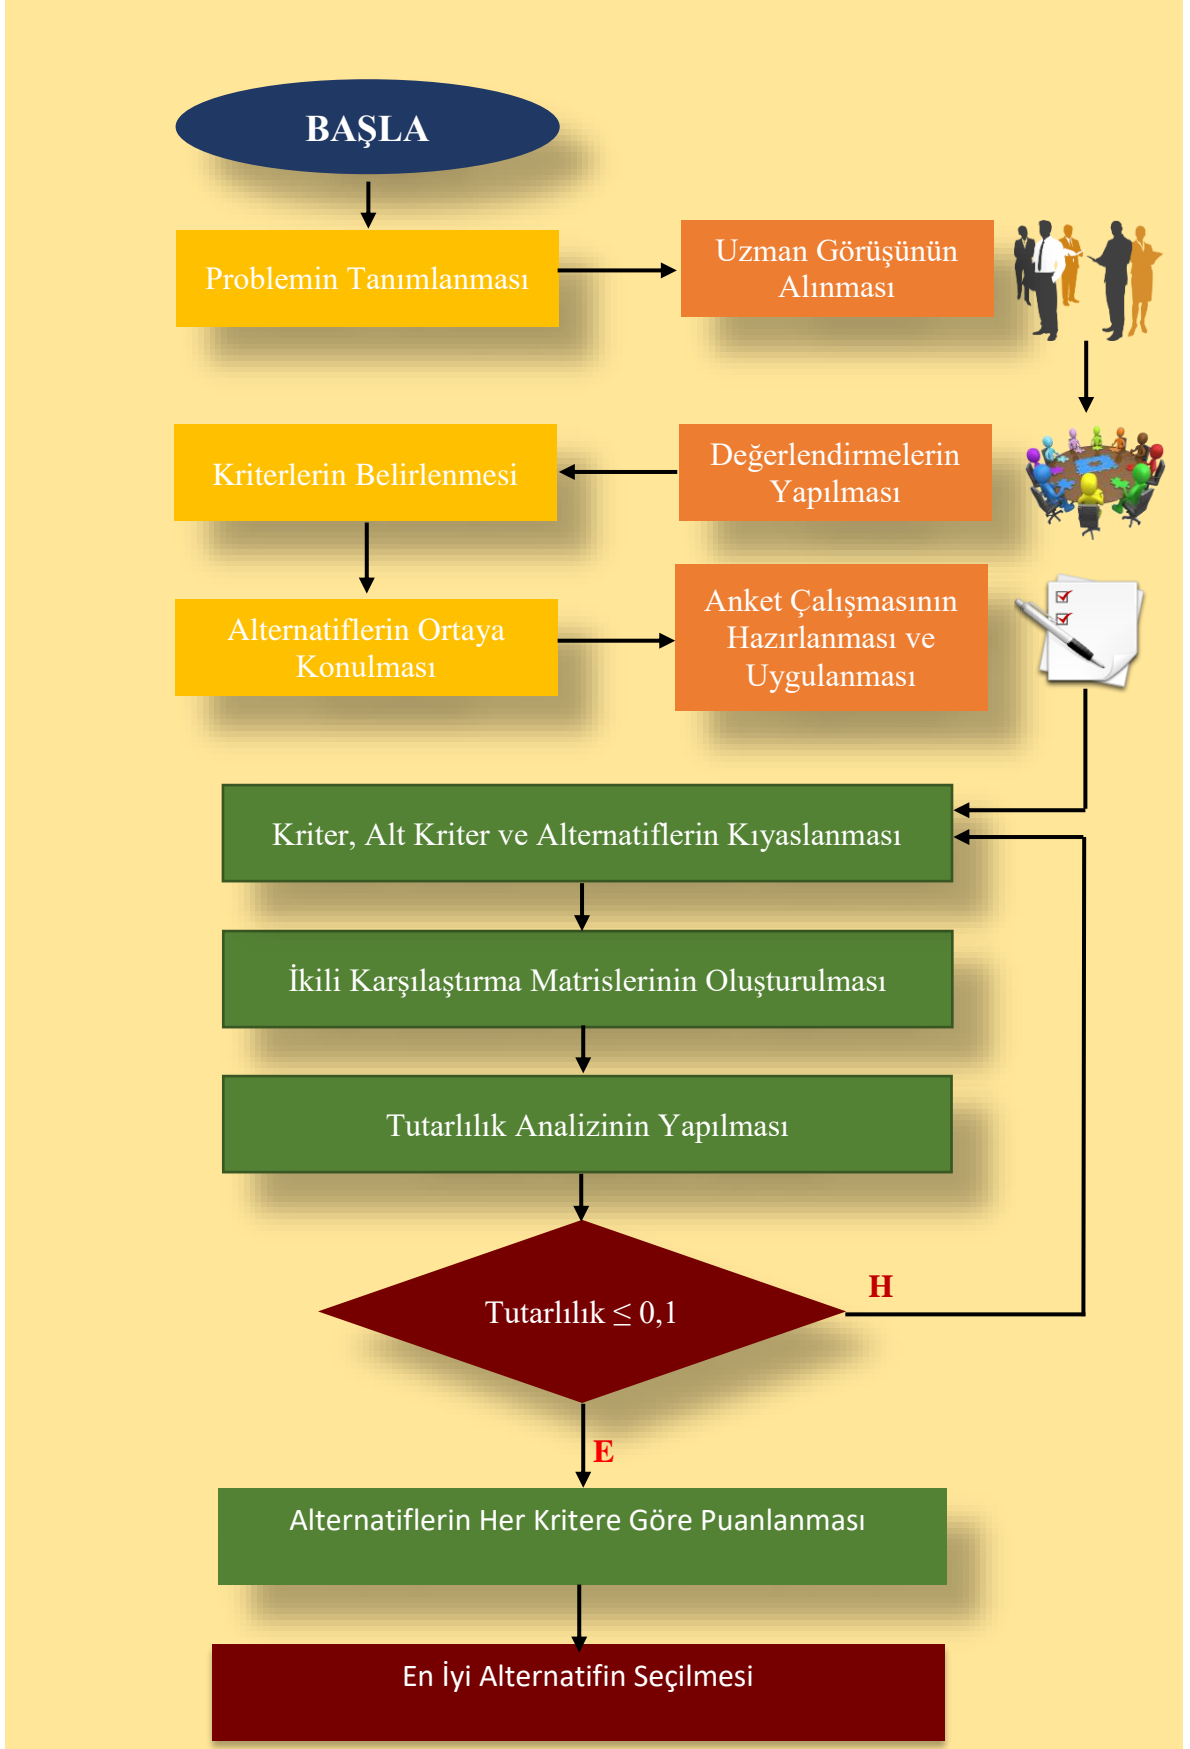 BAŞLA
Problemin Tanımlanması
Uzman Görüşünün
Alınması
Değerlendirmelerin
Yapılması
Kriterlerin Belirlenmesi
Alternatiflerin Ortaya
Konulması
Anket Çalışmasının
Hazırlanması ve
Uygulanması
Kriter, Alt Kriter ve Alternatiflerin Kıyaslanması
İkili Karşılaştırma Matrislerinin Oluşturulması
Tutarlılık Analizinin Yapılması
Tutarlılık ≤ 0,1
H
E
Alternatiflerin Her Kritere Göre Puanlanması
En İyi Alternatifin Seçilmesi